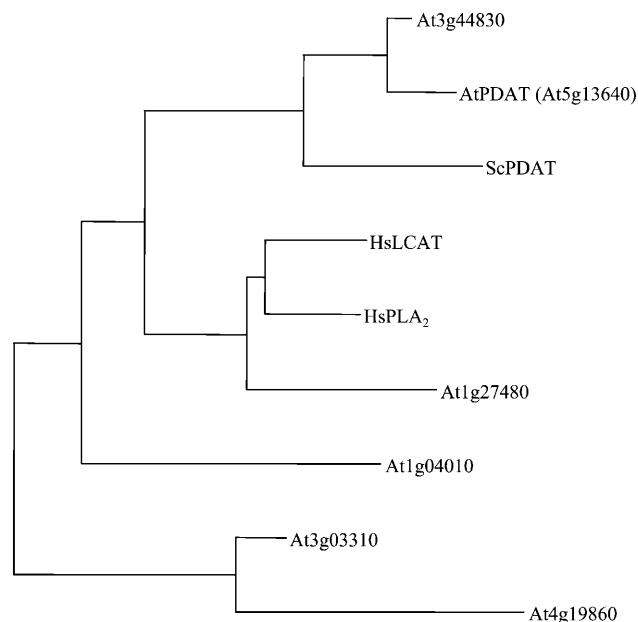 At3g44830
AtPDAT (At5g13640)
ScPDAT
HsLCAT
HsPLA₂
At1g27480
At1g04010
At3g03310
At4g19860